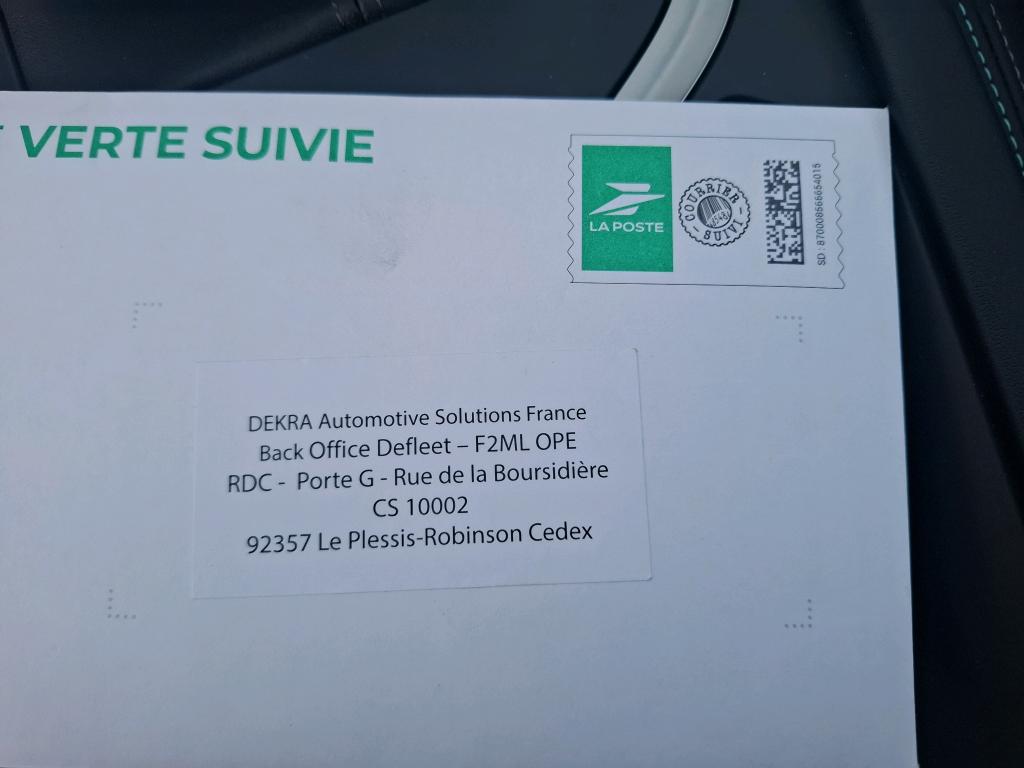 VERTE SUIVIE
LA POSTE
COURRIER
SUIVI
SD : 87000856665401S
DEKRA Automotive Solutions France
Back Office Defleet – F2ML OPE
RDC - Porte G - Rue de la Boursidière
CS 10002
92357 Le Plessis-Robinson Cedex